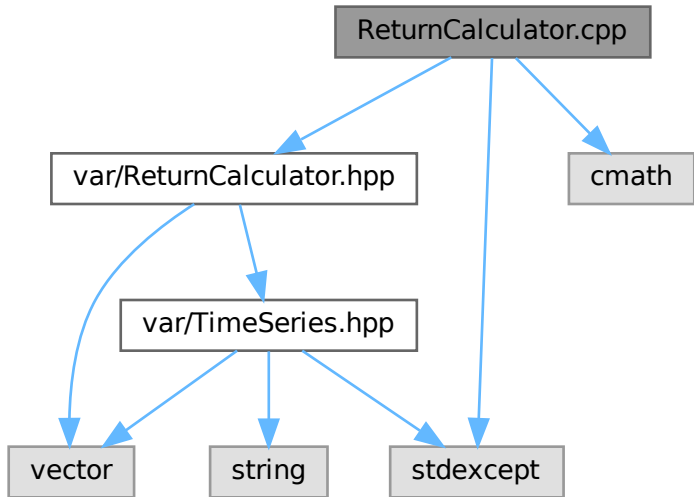 ReturnCalculator.cpp
var/ReturnCalculator.hpp
cmath
var/TimeSeries.hpp
vector
string
stdexcept